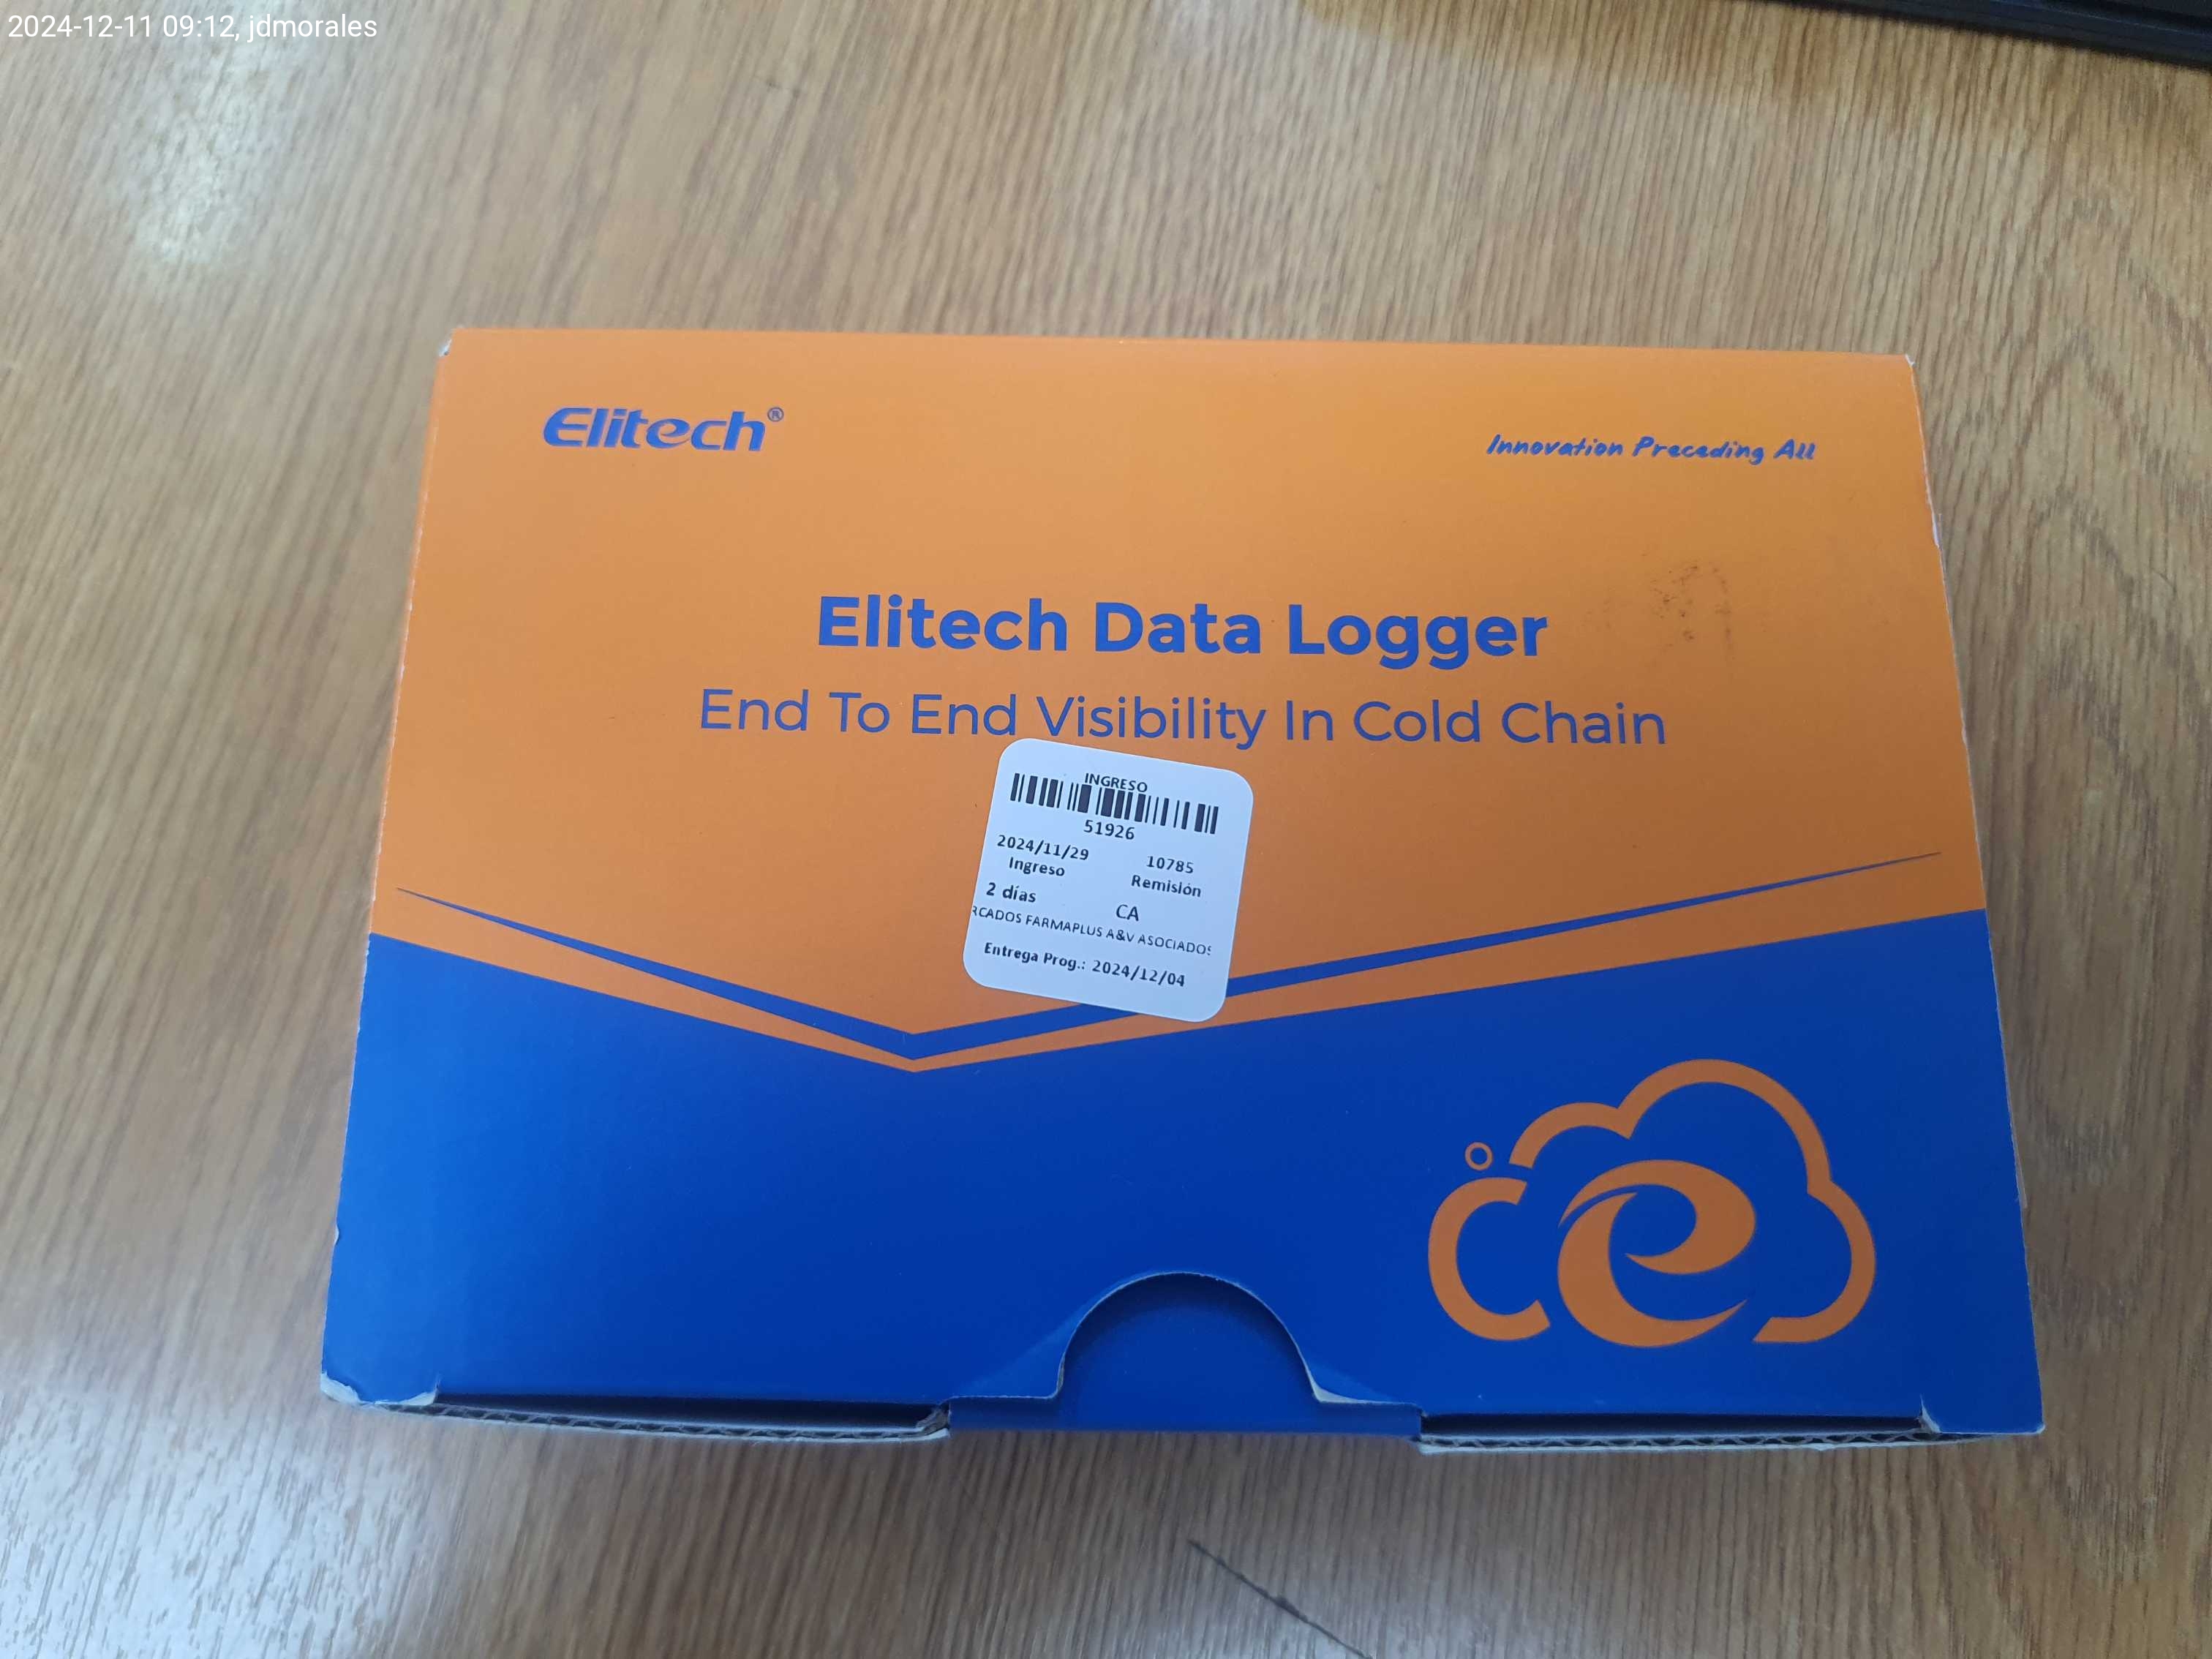 2024-12-11 09:12, jdmorales
Elitech®
Innovation Preceding All
Elitech Data Logger
End To End Visibility In Cold Chain
INGRESO
51926
2024/11/29 10785
Ingreso Remisión
2 días CA
RCADOS FARMAPLUS A&V ASOCIADOS
Entrega Prog.: 2024/12/04